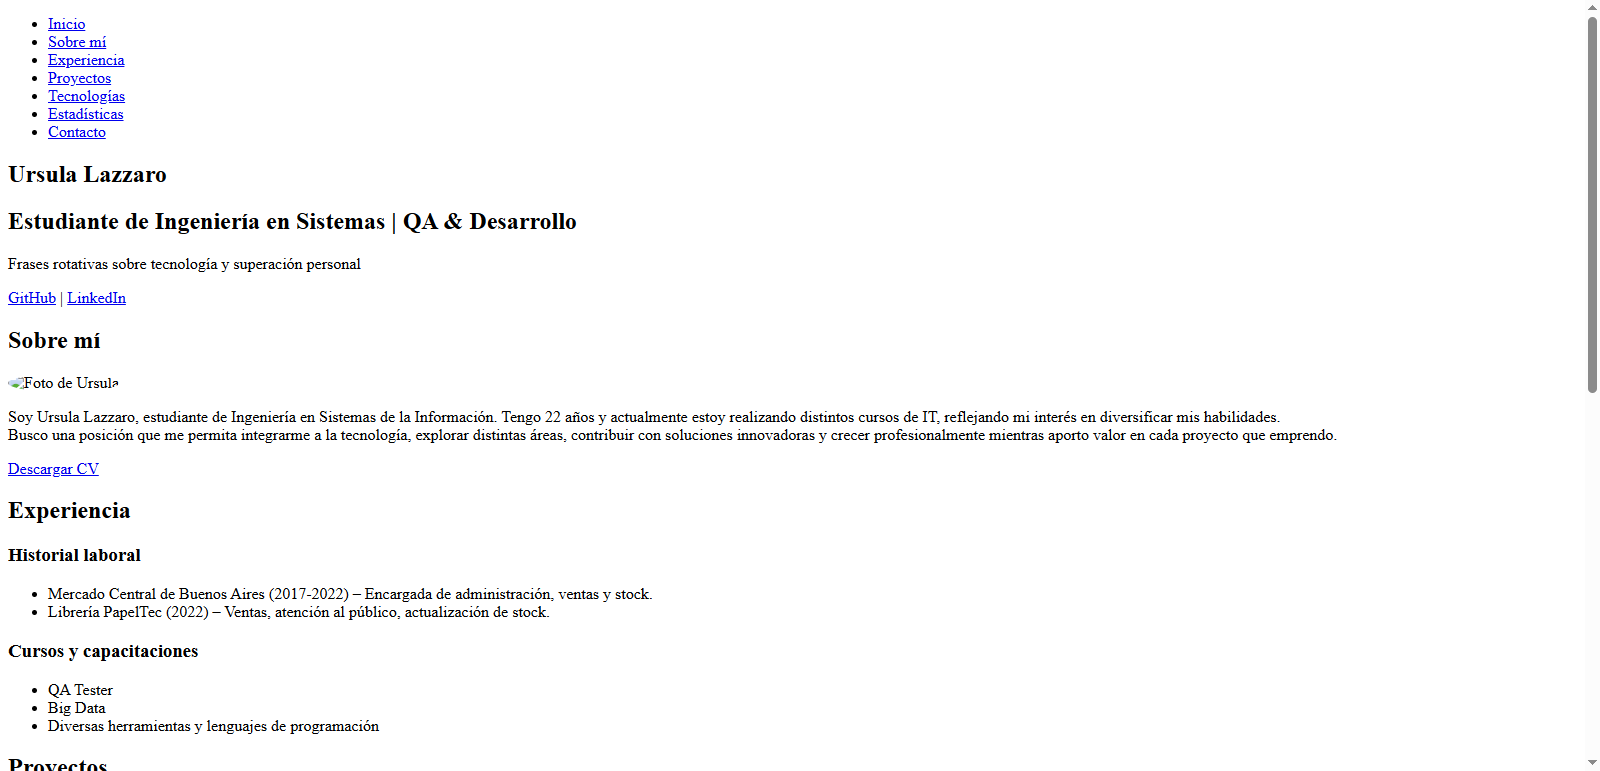 Inicio
Sobre mí
Experiencia
Proyectos
Tecnologías
Estadísticas
Contacto
Ursula Lazzaro
Estudiante de Ingeniería en Sistemas | QA & Desarrollo
Frases rotativas sobre tecnología y superación personal
GitHub | LinkedIn
Sobre mí
Foto de Ursula
Soy Ursula Lazzaro, estudiante de Ingeniería en Sistemas de la Información. Tengo 22 años y actualmente estoy realizando distintos cursos de IT, reflejando mi interés en diversificar mis habilidades.
Busco una posición que me permita integrarme a la tecnología, explorar distintas áreas, contribuir con soluciones innovadoras y crecer profesionalmente mientras aporto valor en cada proyecto que emprendo.
Descargar CV
Experiencia
Historial laboral
Mercado Central de Buenos Aires (2017-2022) – Encargada de administración, ventas y stock.
Librería PapelTec (2022) – Ventas, atención al público, actualización de stock.
Cursos y capacitaciones
QA Tester
Big Data
Diversas herramientas y lenguajes de programación
Proyectos